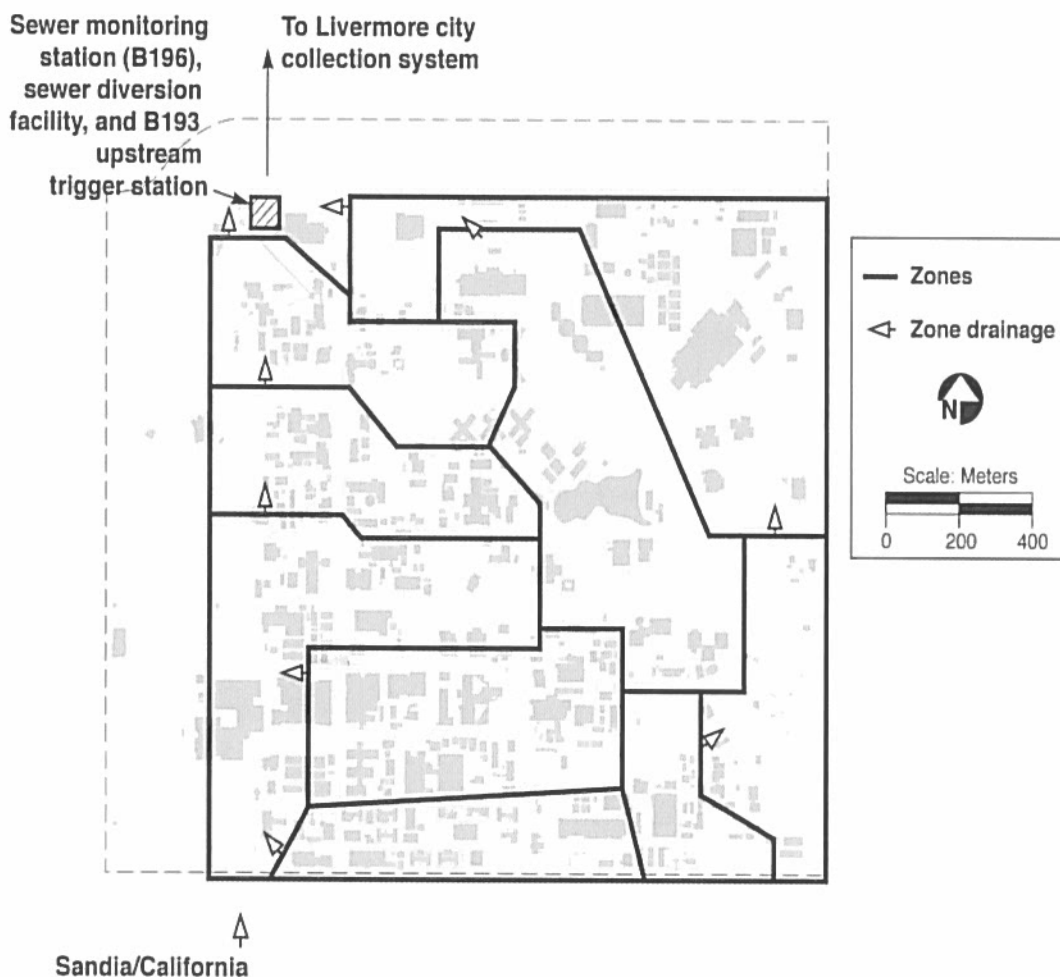 Sewer monitoring
station (B196),
sewer diversion
facility, and B193
upstream
trigger station
To Livermore city
collection system
Zones
Zone drainage
N
Scale: Meters
0 200 400
Sandia/California